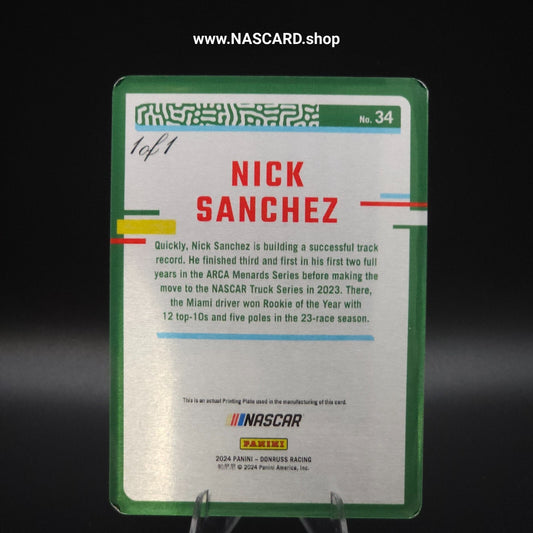 www.NASCARD.shop
No. 34
1 of 1
NICK
SANCHEZ
Quickly, Nick Sanchez is building a successful track
record. He finished third and first in his first two full
years in the ARCA Menards Series before making the
move to the NASCAR Truck Series in 2023. There,
the Miami driver won Rookie of the Year with
12 top-10s and five poles in the 23-race season.
This is an actual Printing Plate used in the manufacturing of this card.
NASCAR
PANINI
2024 PANINI – DONRUSS RACING
© 2024 Panini America, Inc.